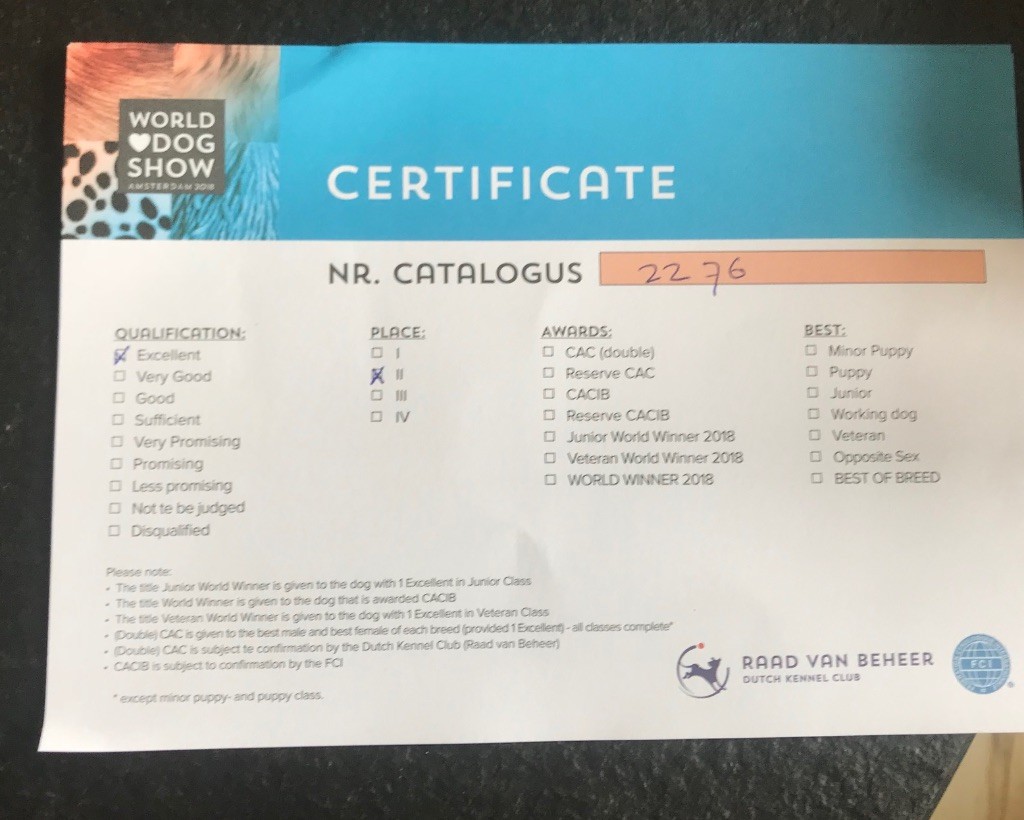 WORLD
DOG
SHOW
AMSTERDAM 2018
CERTIFICATE
NR. CATALOGUS 2276
QUALIFICATION:
Excellent
Very Good
Good
Sufficient
Very Promising
Promising
Less promising
Not te be judged
Disqualified
PLACE:
I
II
III
IV
AWARDS:
CAC (double)
Reserve CAC
CACIB
Reserve CACIB
Junior World Winner 2018
Veteran World Winner 2018
WORLD WINNER 2018
BEST:
Minor Puppy
Puppy
Junior
Working dog
Veteran
Opposite Sex
BEST OF BREED
Please note:
• The title Junior World Winner is given to the dog with 1 Excellent in Junior Class
• The title World Winner is given to the dog that is awarded CACIB
• The title Veteran World Winner is given to the dog with 1 Excellent in Veteran Class
• (Double) CAC is given to the best male and best female of each breed (provided 1 Excellent) - all classes complete*
• (Double) CAC is subject te confirmation by the Dutch Kennel Club (Raad van Beheer)
• CACIB is subject to confirmation by the FCI
* except minor puppy- and puppy class.
RAAD VAN BEHEER
DUTCH KENNEL CLUB
FCI
®